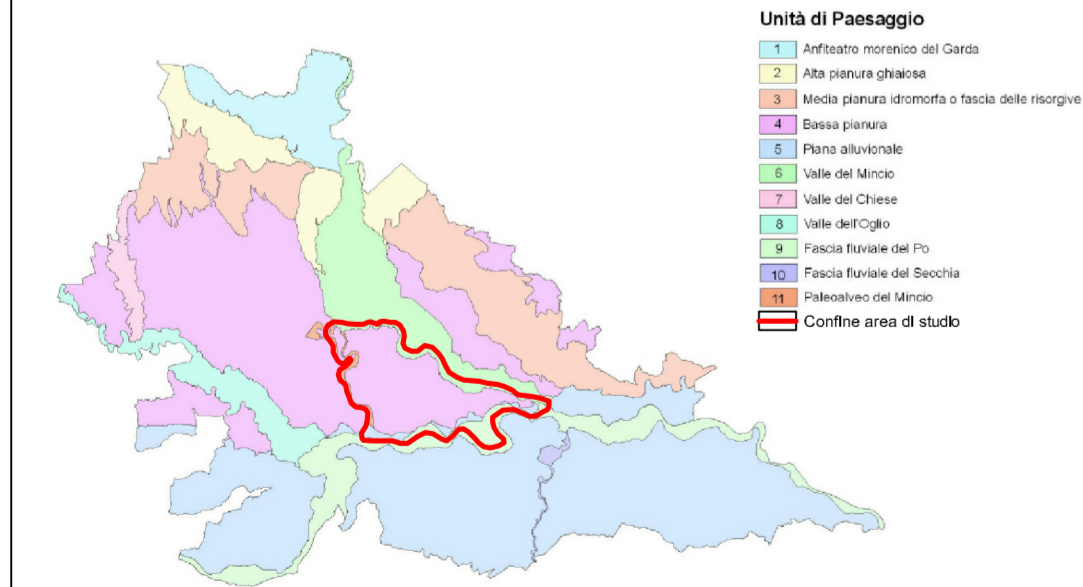 Unità di Paesaggio
1 Anfiteatro morenico del Garda
2 Alta pianura ghiaiosa
3 Media pianura idromorfa o fascia delle risorgive
4 Bassa pianura
5 Piana alluvionale
6 Valle del Mincio
7 Valle del Chiese
8 Valle dell'Oglio
9 Fascia fluviale del Po
10 Fascia fluviale del Secchia
11 Paleoalveo del Mincio
Confine area di studio